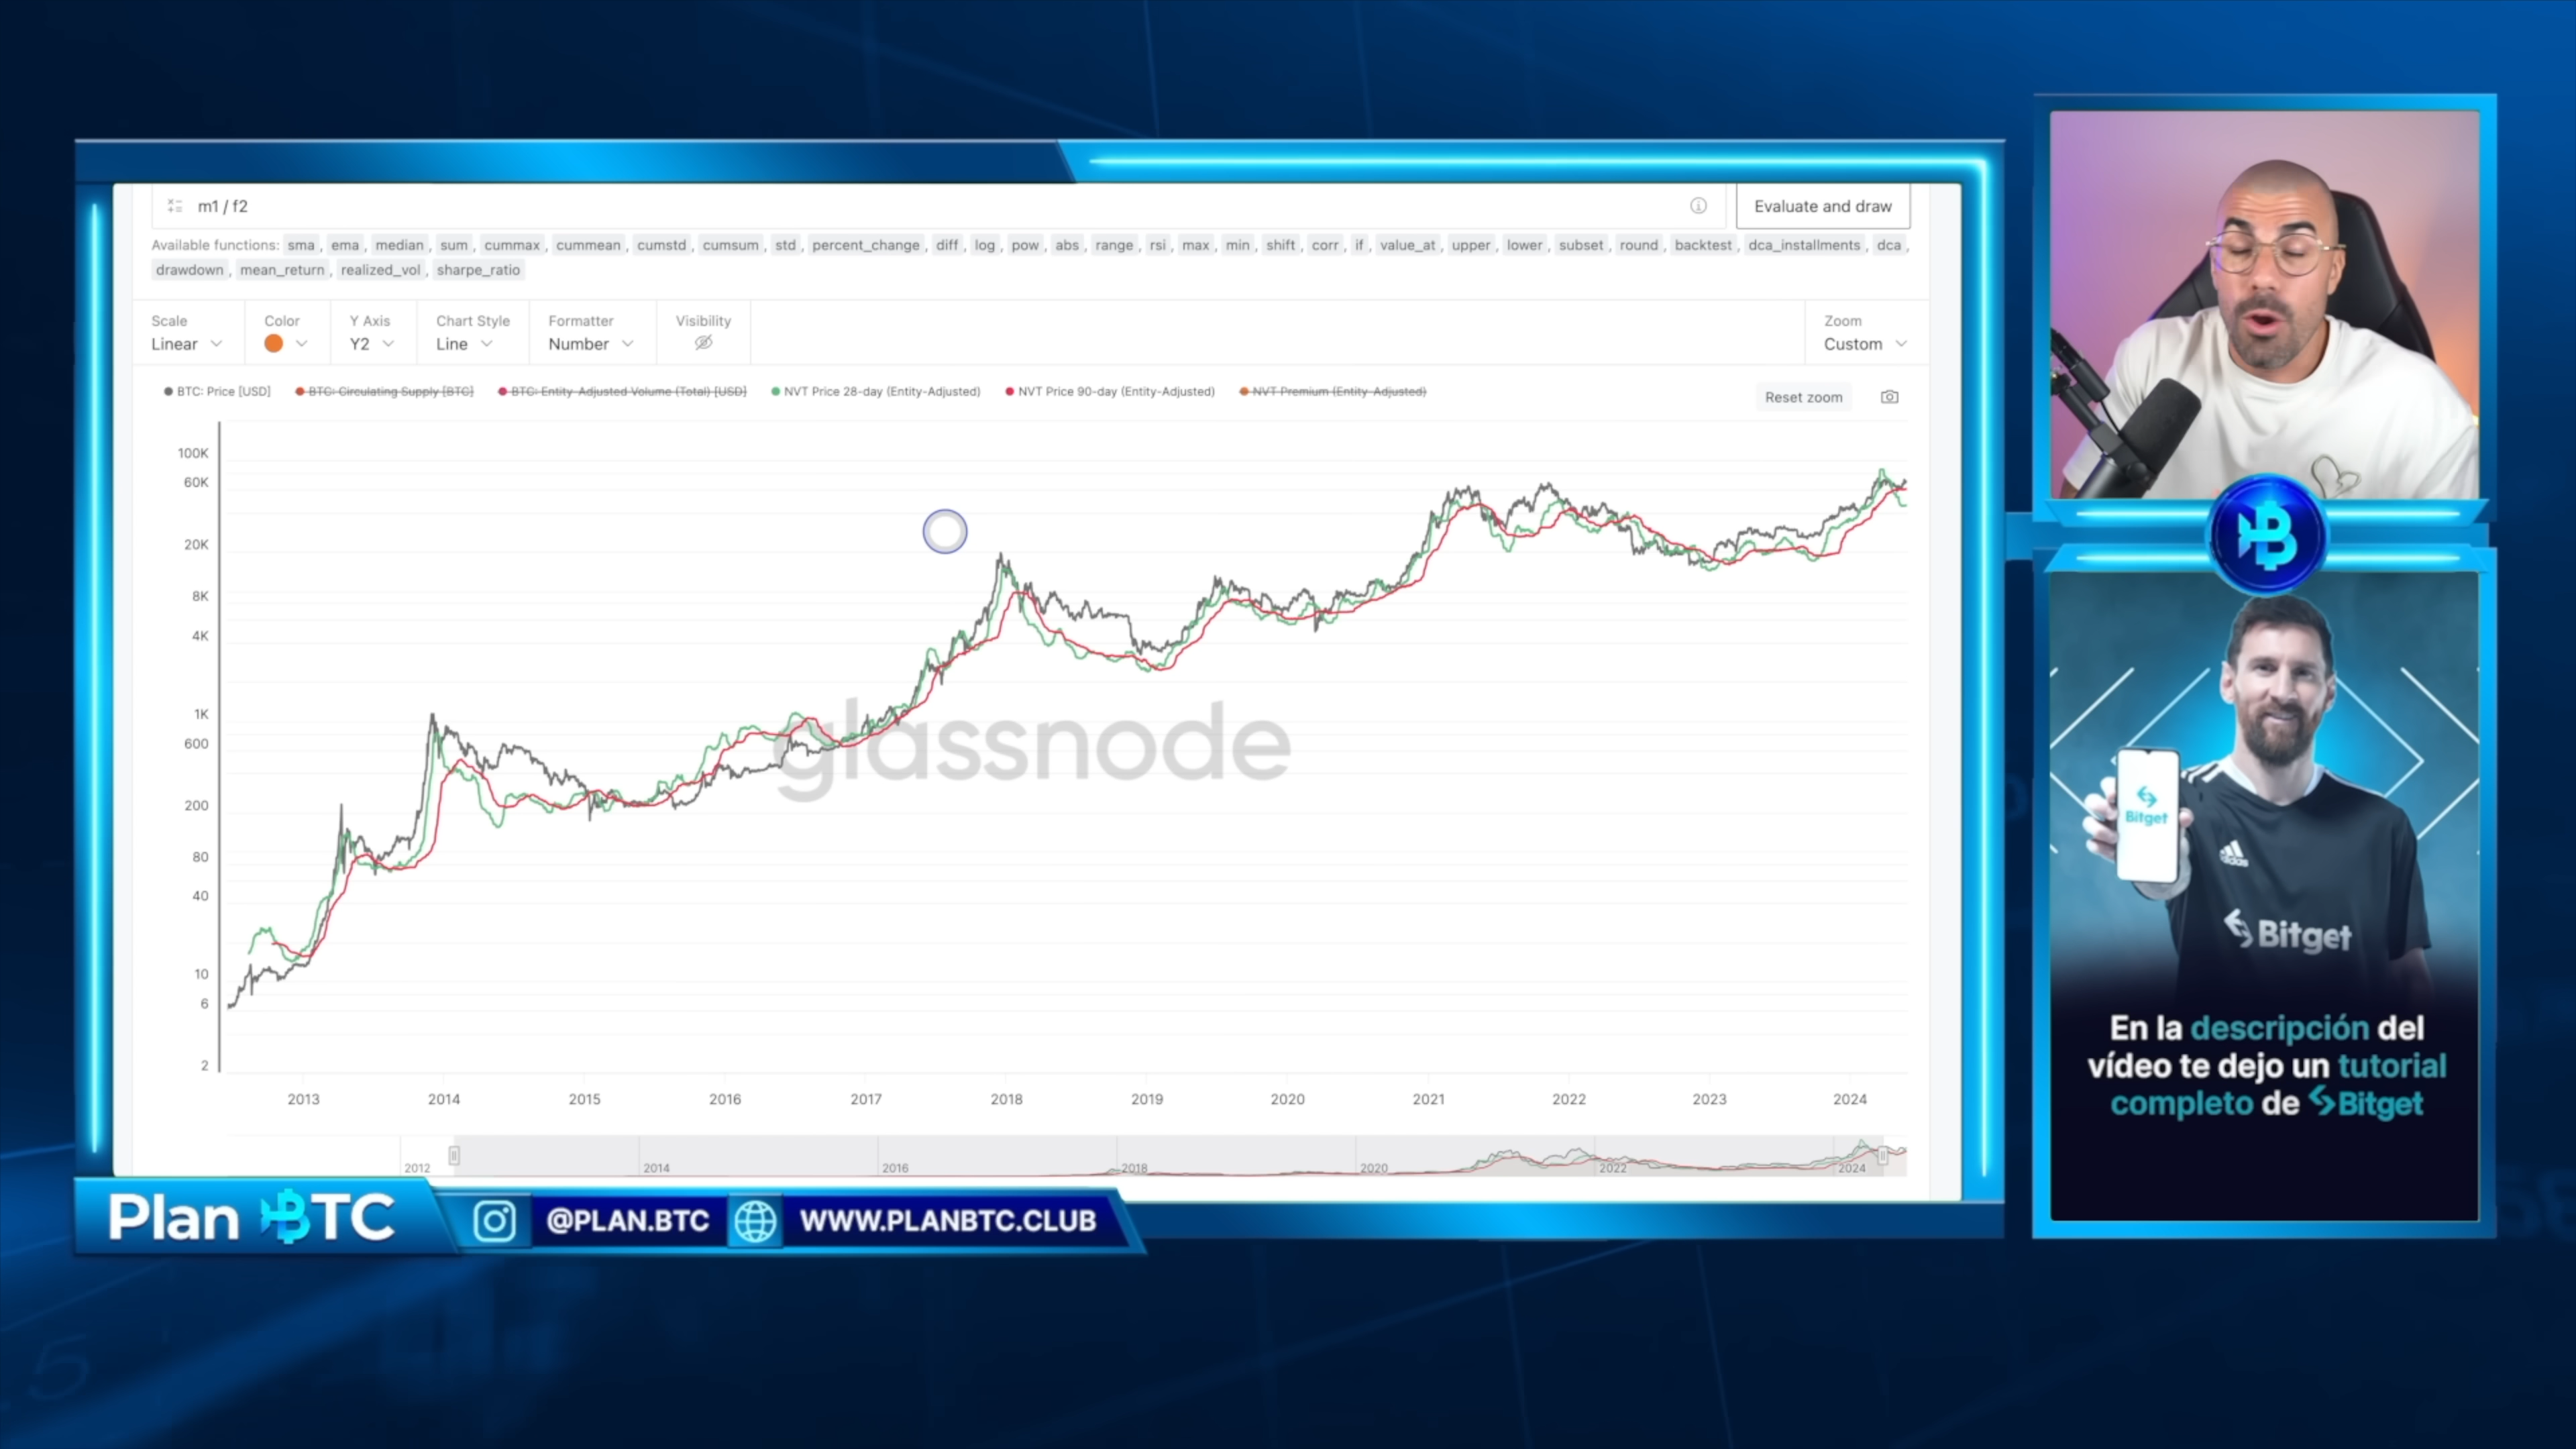 m1 / f2
Evaluate and draw
Available functions: sma , ema , median , sum , cummax , cummean , cumstd , cumsum , std , percent_change , diff , log , pow , abs , range , rsi , max , min , shift , corr , if , value_at , upper , lower , subset , round , backtest , dca_installments , dca ,
drawdown , mean_return , realized_vol , sharpe_ratio
Scale
Linear
Color
Y Axis
Y2
Chart Style
Line
Formatter
Number
Visibility
Zoom
Custom
BTC: Price [USD]
BTC: Circulating Supply [BTC]
BTC: Entity-Adjusted Volume (Total) [USD]
NVT Price 28-day (Entity-Adjusted)
NVT Price 90-day (Entity-Adjusted)
NVT Premium (Entity-Adjusted)
Reset zoom
100K
60K
20K
8K
4K
1K
600
200
80
40
10
6
2
glassnode
2013 2014 2015 2016 2017 2018 2019 2020 2021 2022 2023 2024
2012 2014 2016 2018 2020 2022 2024
Plan BTC
@PLAN.BTC
WWW.PLANBTC.CLUB
Bitget
adidas
Bitget
En la descripción del
vídeo te dejo un tutorial
completo de Bitget